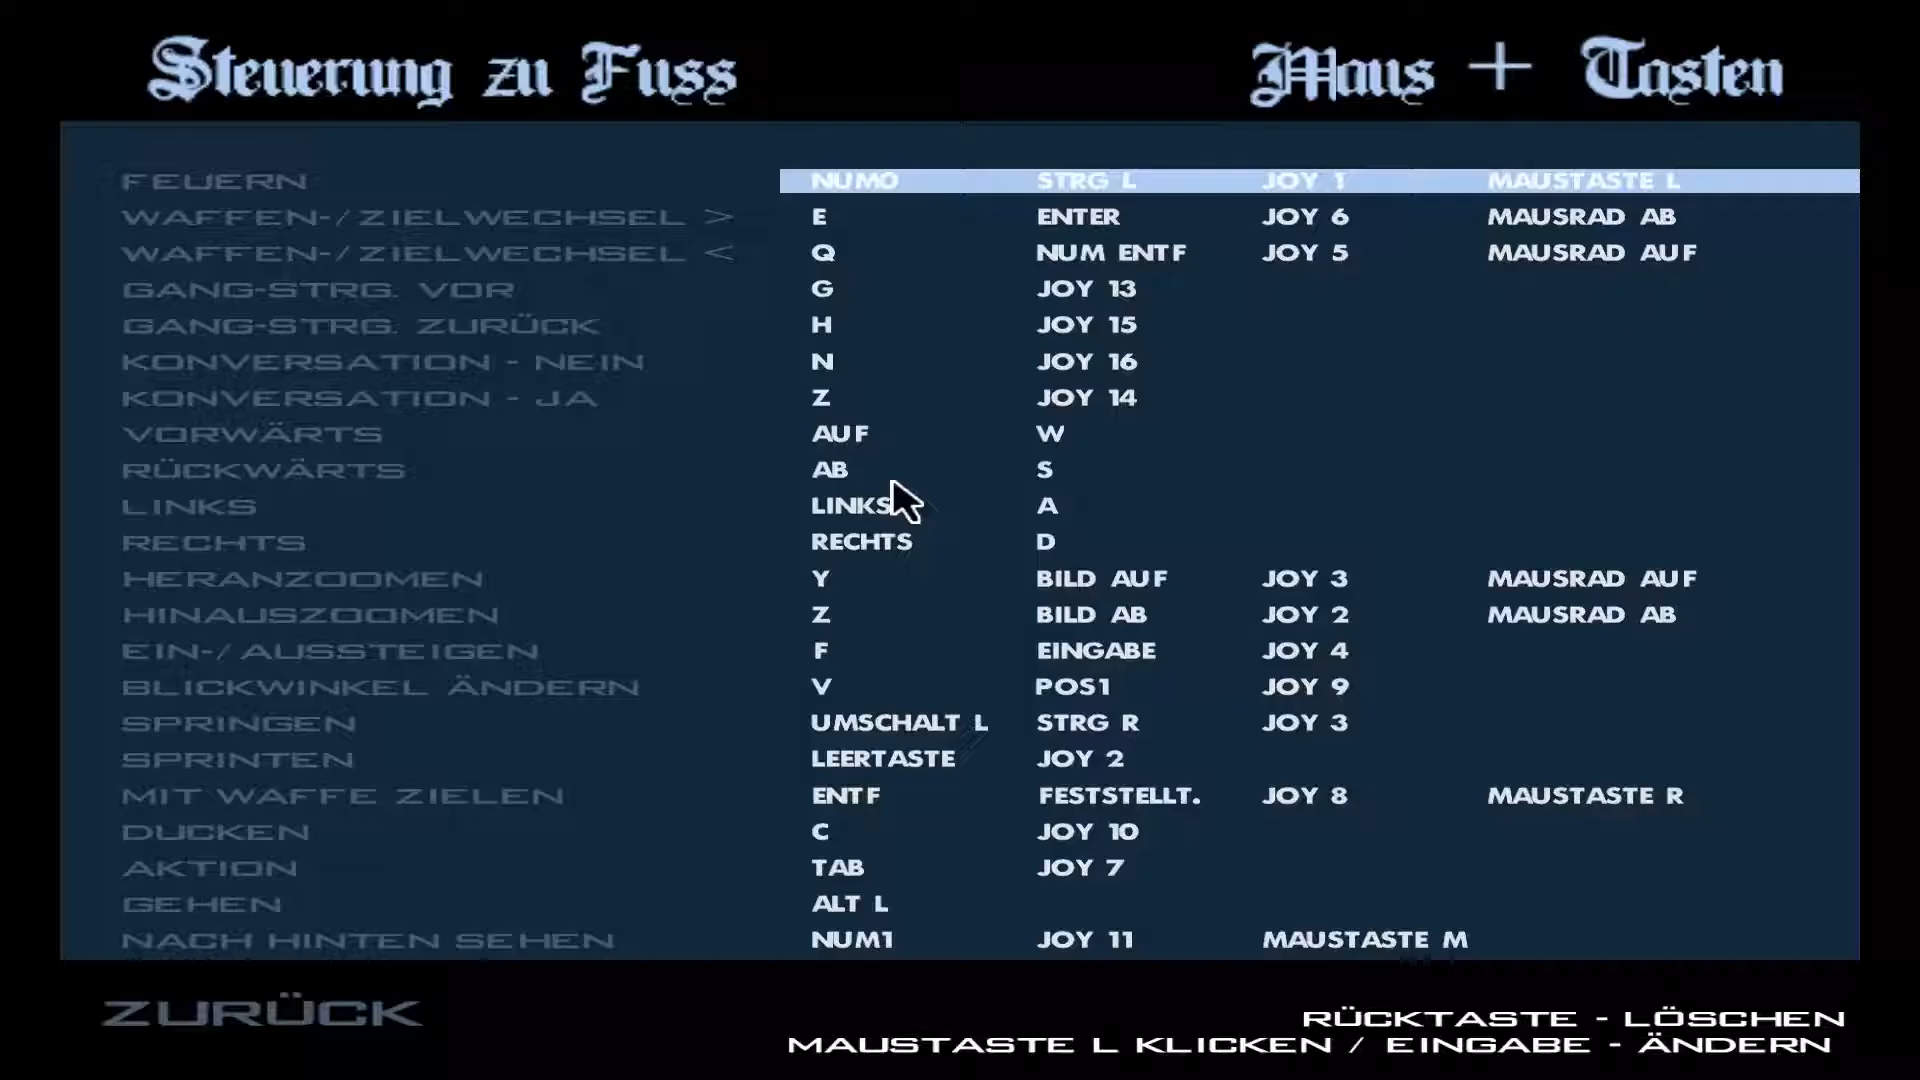 Steuerung zu Fuss Maus + Tasten
FEUERN NUM0 STRG L JOY 1 MAUSTASTE L
WAFFEN-/ZIELWECHSEL > E ENTER JOY 6 MAUSRAD AB
WAFFEN-/ZIELWECHSEL < Q NUM ENTF JOY 5 MAUSRAD AUF
GANG-STRG. VOR G JOY 13
GANG-STRG. ZURÜCK H JOY 15
KONVERSATION - NEIN N JOY 16
KONVERSATION - JA Z JOY 14
VORWÄRTS AUF W
RÜCKWÄRTS AB S
LINKS LINKS A
RECHTS RECHTS D
HERANZOOMEN Y BILD AUF JOY 3 MAUSRAD AUF
HINAUSZOOMEN Z BILD AB JOY 2 MAUSRAD AB
EIN-/AUSSTEIGEN F EINGABE JOY 4
BLICKWINKEL ÄNDERN V POS1 JOY 9
SPRINGEN UMSCHALT L STRG R JOY 3
SPRINTEN LEERTASTE JOY 2
MIT WAFFE ZIELEN ENTF FESTSTELLT. JOY 8 MAUSTASTE R
DUCKEN C JOY 10
AKTION TAB JOY 7
GEHEN ALT L
NACH HINTEN SEHEN NUM1 JOY 11 MAUSTASTE M
ZURÜCK
RÜCKTASTE - LÖSCHEN
MAUSTASTE L KLICKEN / EINGABE - ÄNDERN